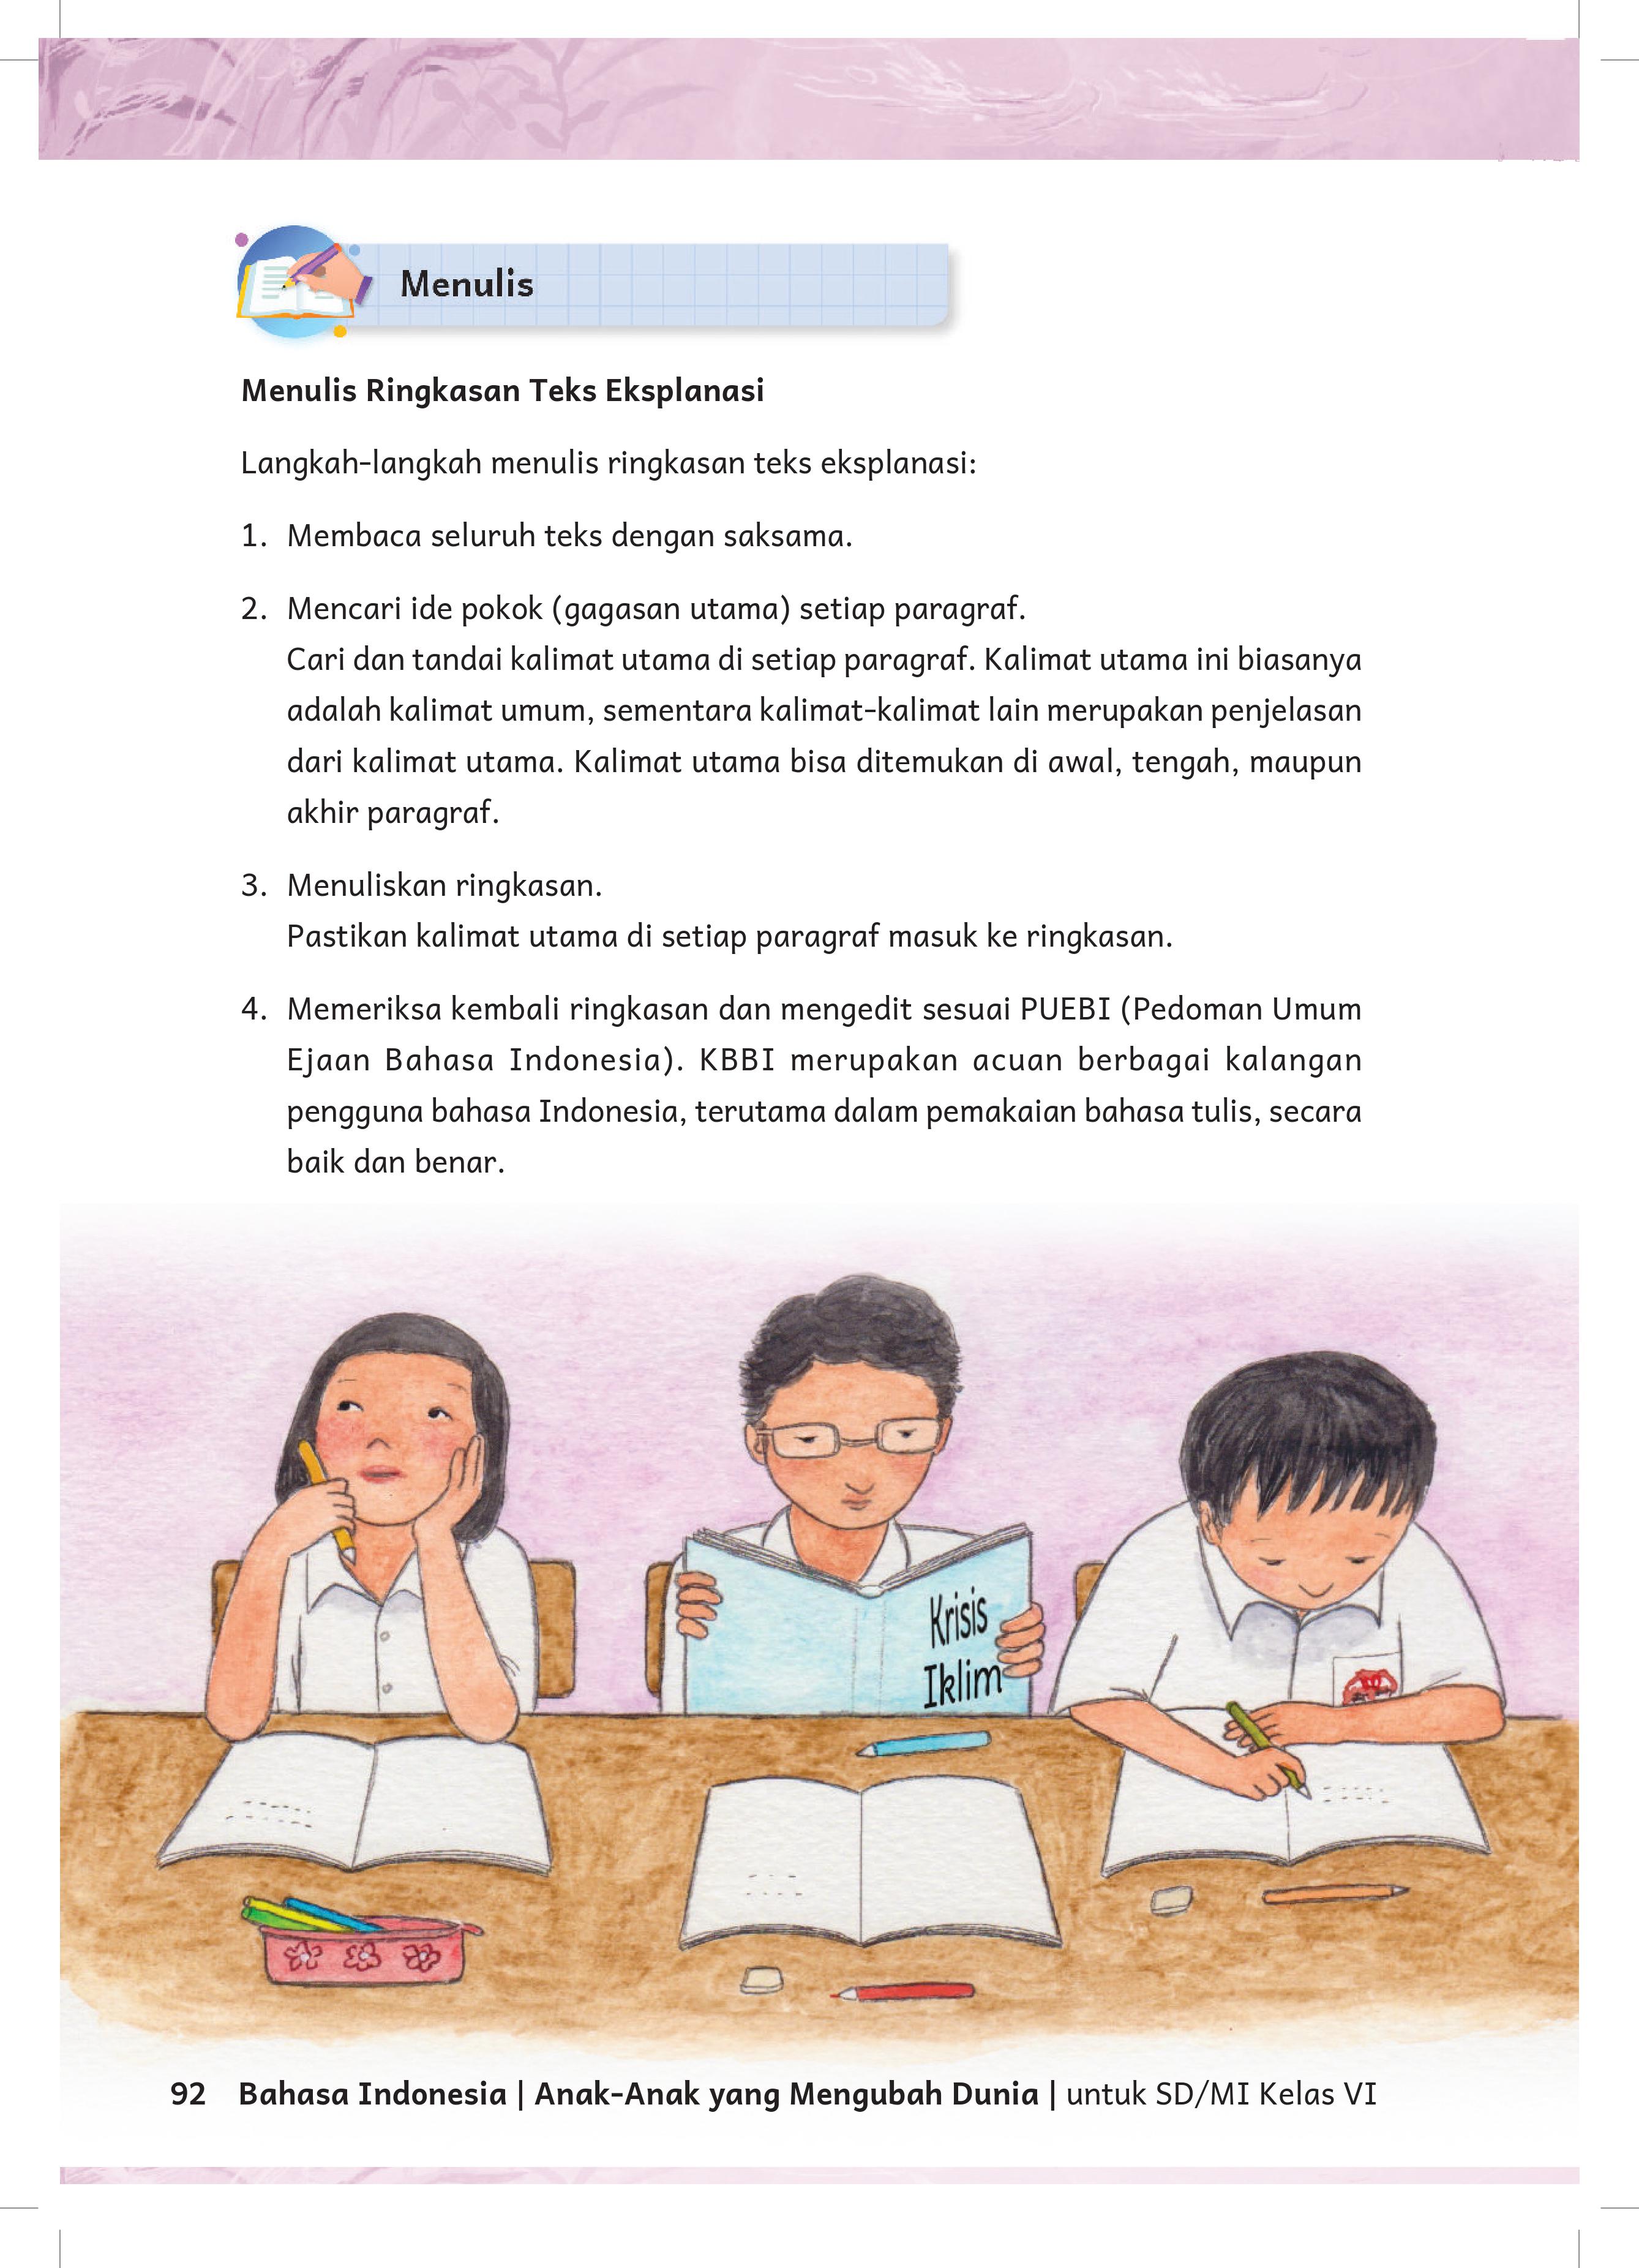 Menulis
Menulis Ringkasan Teks Eksplanasi
Langkah-langkah menulis ringkasan teks eksplanasi:
1. Membaca seluruh teks dengan saksama.
2. Mencari ide pokok (gagasan utama) setiap paragraf.
Cari dan tandai kalimat utama di setiap paragraf. Kalimat utama ini biasanya
adalah kalimat umum, sementara kalimat-kalimat lain merupakan penjelasan
dari kalimat utama. Kalimat utama bisa ditemukan di awal, tengah, maupun
akhir paragraf.
3. Menuliskan ringkasan.
Pastikan kalimat utama di setiap paragraf masuk ke ringkasan.
4. Memeriksa kembali ringkasan dan mengedit sesuai PUEBI (Pedoman Umum
Ejaan Bahasa Indonesia). KBBI merupakan acuan berbagai kalangan
pengguna bahasa Indonesia, terutama dalam pemakaian bahasa tulis, secara
baik dan benar.
Krisis
Iklim
92 Bahasa Indonesia | Anak-Anak yang Mengubah Dunia | untuk SD/MI Kelas VI